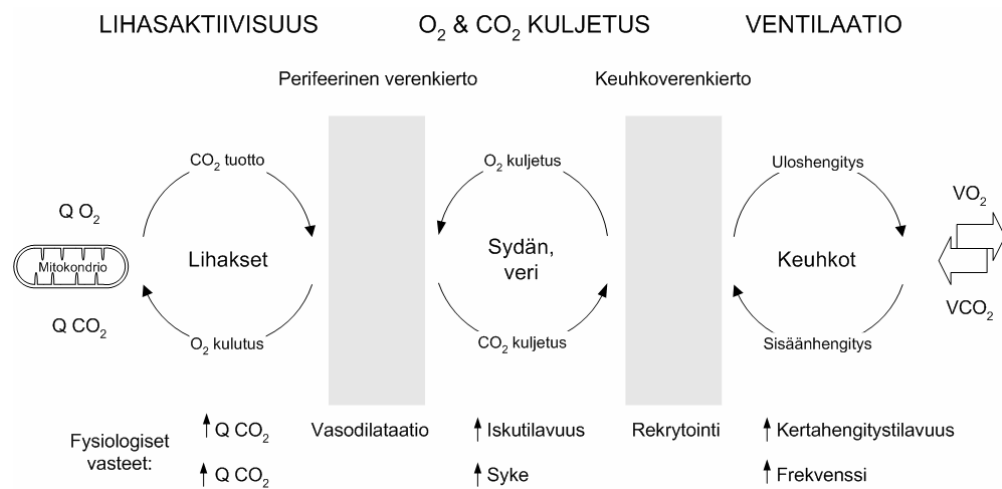 LIHASAKTIIVISUUS
O₂ & CO₂ KULJETUS
VENTILAATIO
Perifeerinen verenkierto
Keuhkoverenkierto
CO₂ tuotto
O₂ kuljetus
Uloshengitys
Q O₂
VO₂
Mitokondrio
Lihakset
Sydän,
veri
Keuhkot
Q CO₂
VCO₂
O₂ kulutus
CO₂ kuljetus
Sisäänhengitys
Fysiologiset
vasteet:
Q CO₂
Vasodilataatio
Iskutilavuus
Rekrytointi
Kertahengitystilavuus
Q CO₂
Syke
Frekvenssi